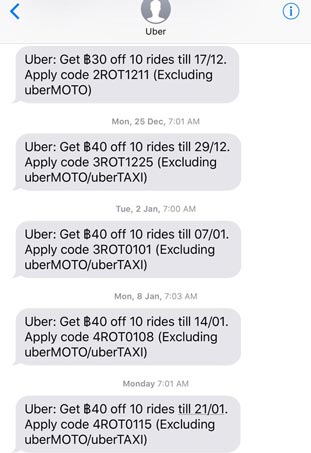 Uber
Uber: Get ฿30 off 10 rides till 17/12.
Apply code 2ROT1211 (Excluding
uberMOTO)
Mon, 25 Dec, 7:01 AM
Uber: Get ฿40 off 10 rides till 29/12.
Apply code 3ROT1225 (Excluding
uberMOTO/uberTAXI)
Tue, 2 Jan, 7:00 AM
Uber: Get ฿40 off 10 rides till 07/01.
Apply code 3ROT0101 (Excluding
uberMOTO/uberTAXI)
Mon, 8 Jan, 7:03 AM
Uber: Get ฿40 off 10 rides till 14/01.
Apply code 4ROT0108 (Excluding
uberMOTO/uberTAXI)
Monday 7:01 AM
Uber: Get ฿40 off 10 rides till 21/01.
Apply code 4ROT0115 (Excluding
uberMOTO/uberTAXI)